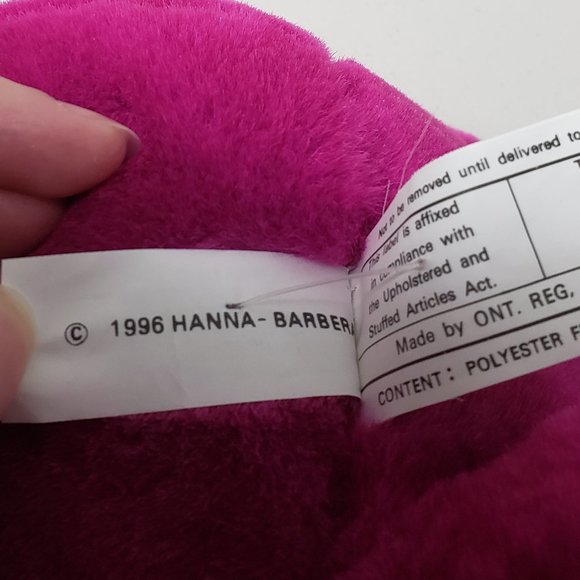 © 1996 HANNA-BARBERA
Not to be removed until delivered to
This label is affixed
in compliance with
the Upholstered and
Stuffed Articles Act.
Made by ONT. REG,
CONTENT: POLYESTER F